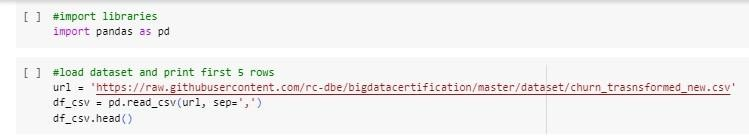 [ ] #import libraries
import pandas as pd
[ ] #load dataset and print first 5 rows
url = 'https://raw.githubusercontent.com/rc-dbe/bigdatacertification/master/dataset/churn_trasnsformed_new.csv'
df_csv = pd.read_csv(url, sep=',')
df_csv.head()